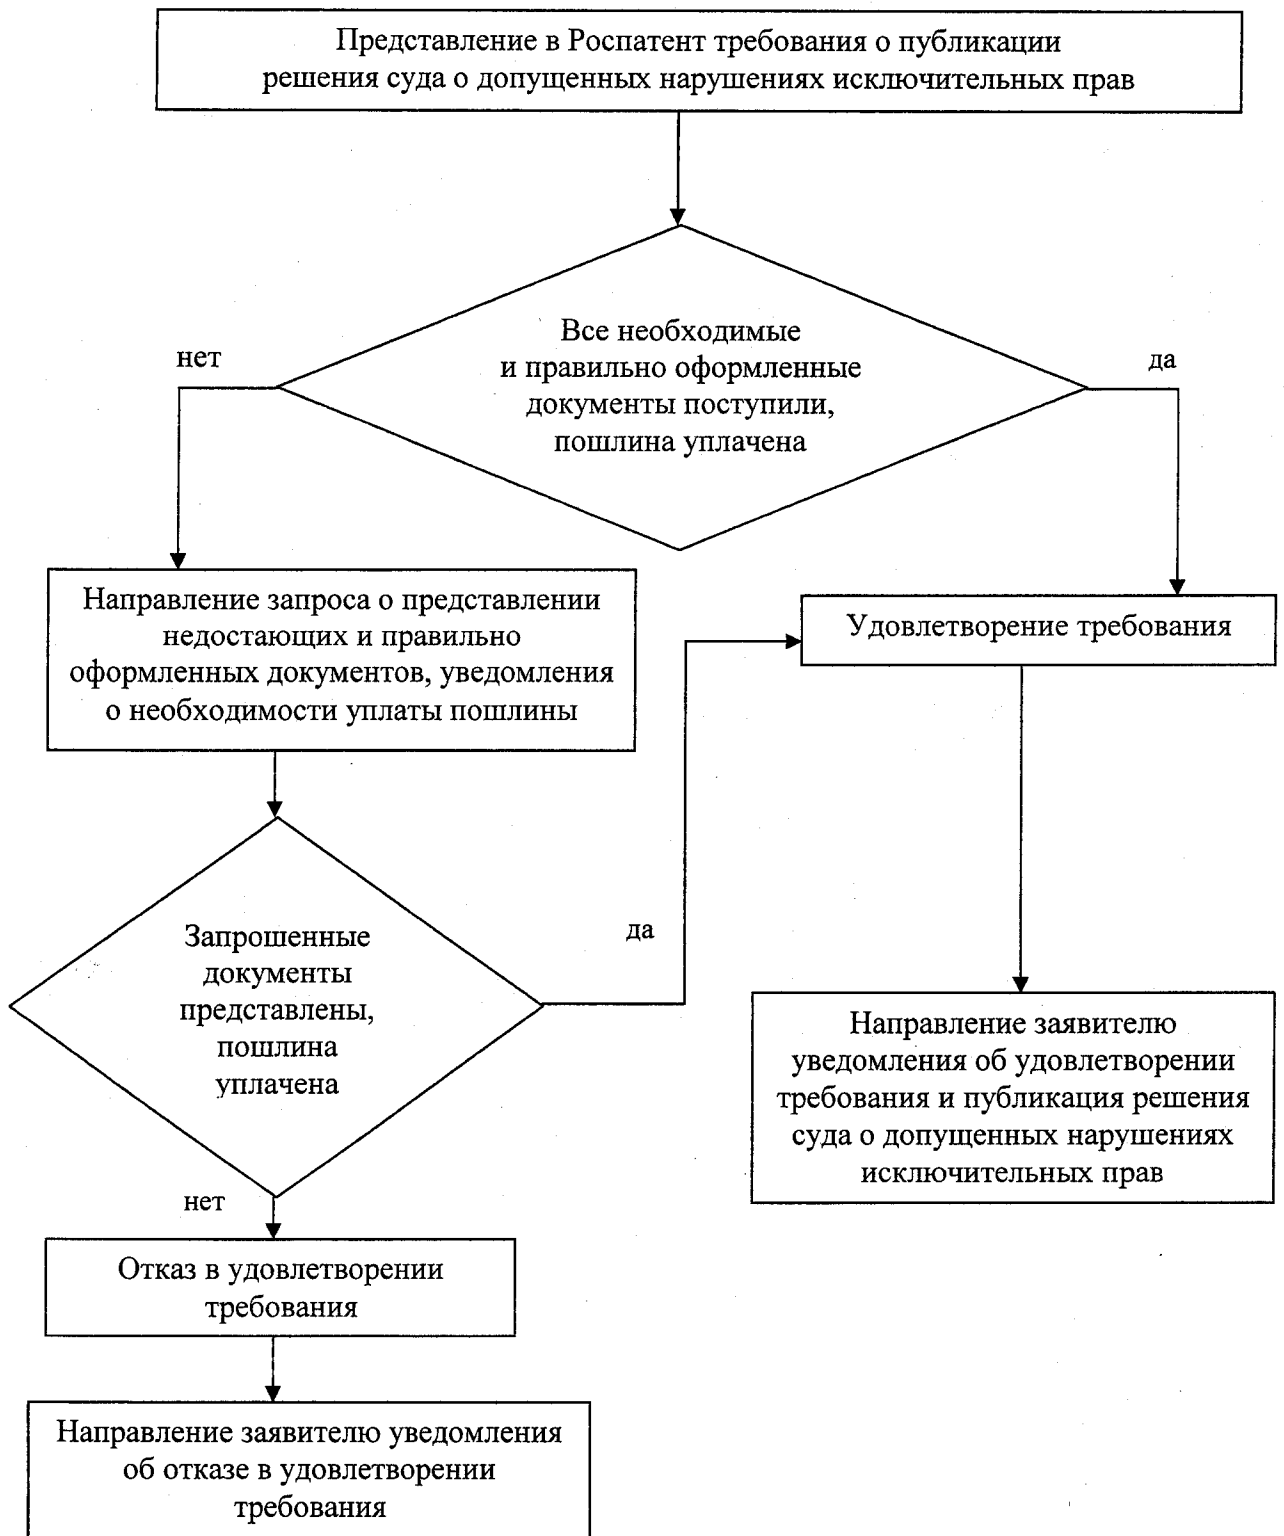 Представление в Роспатент требования о публикации
решения суда о допущенных нарушениях исключительных прав
Все необходимые
и правильно оформленные
документы поступили,
пошлина уплачена
нет
да
Направление запроса о представлении
недостающих и правильно
оформленных документов, уведомления
о необходимости уплаты пошлины
Удовлетворение требования
Запрошенные
документы
представлены,
пошлина
уплачена
да
нет
Направление заявителю
уведомления об удовлетворении
требования и публикация решения
суда о допущенных нарушениях
исключительных прав
Отказ в удовлетворении
требования
Направление заявителю уведомления
об отказе в удовлетворении
требования